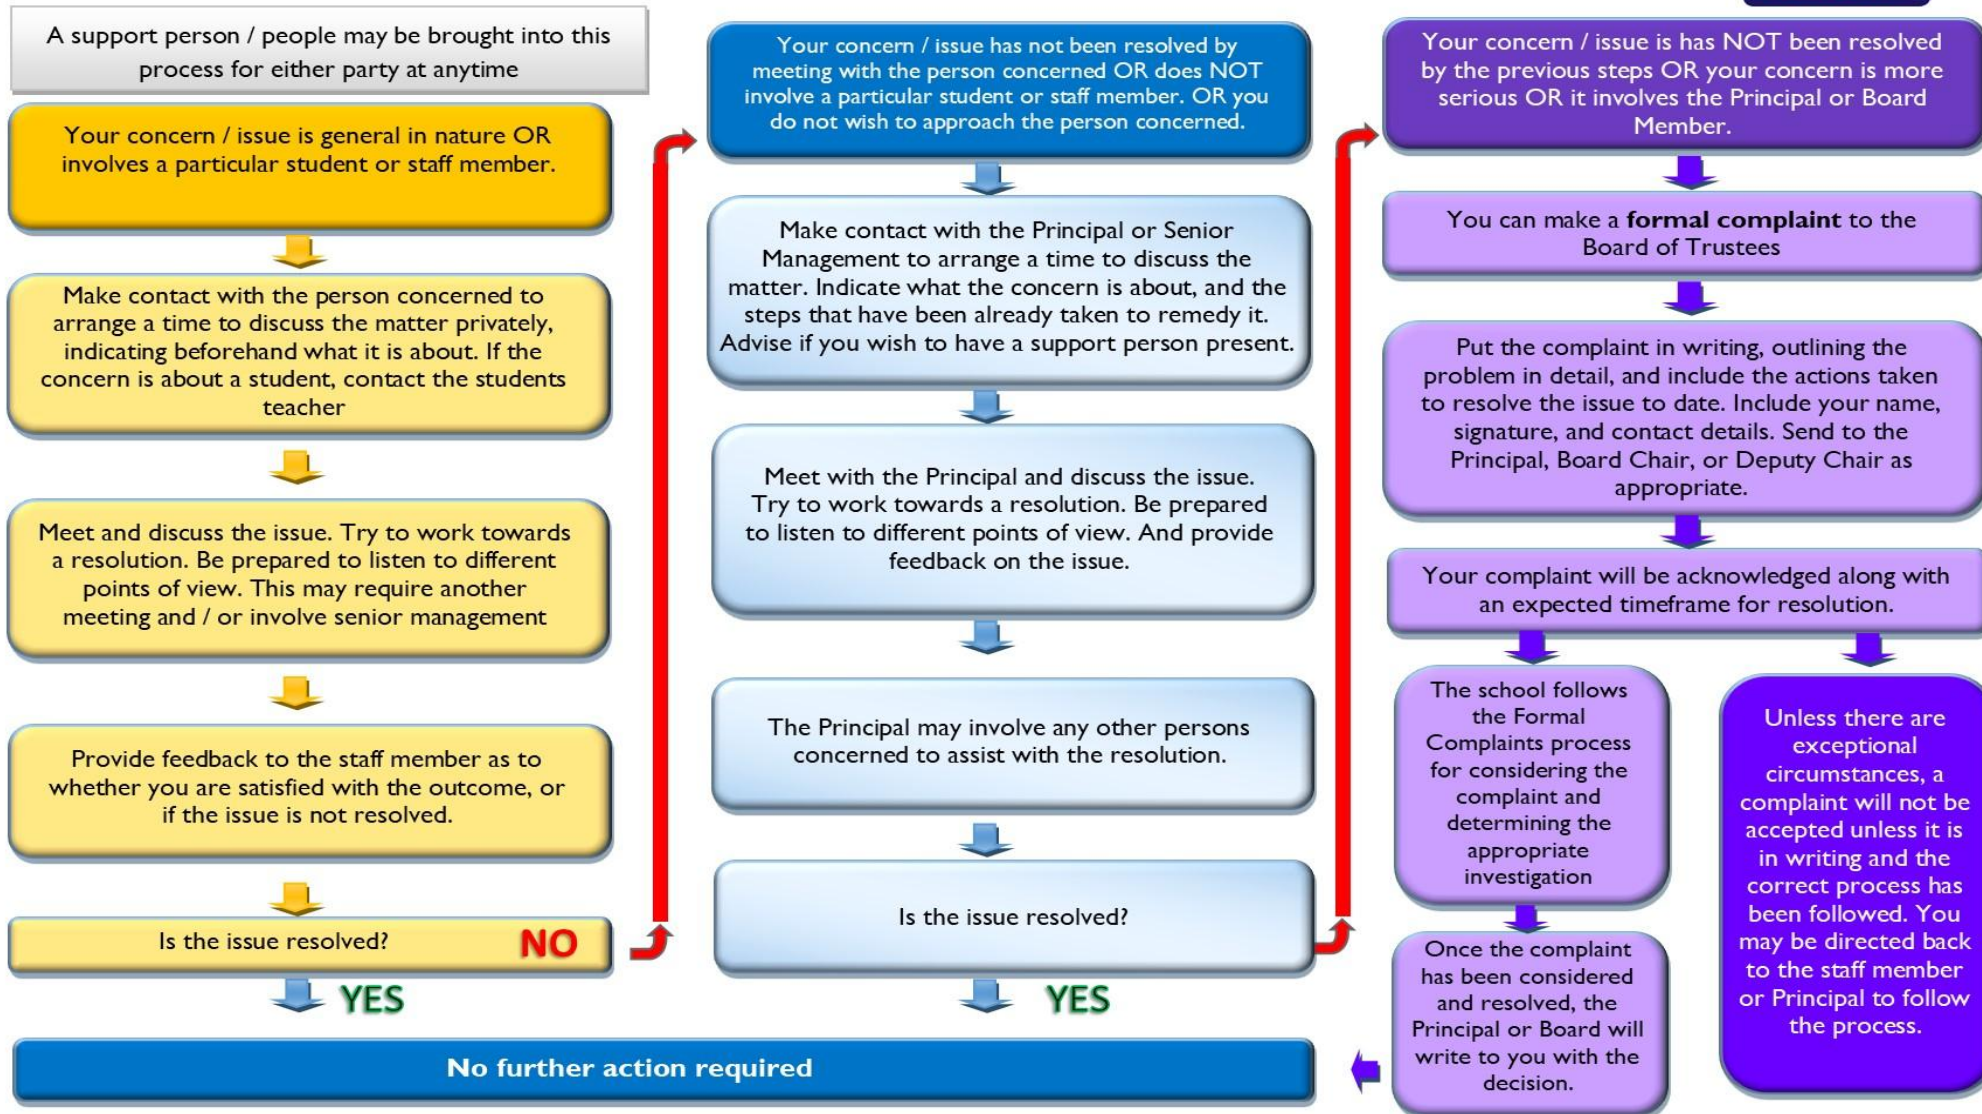 A support person / people may be brought into this
process for either party at anytime
Your concern / issue is general in nature OR
involves a particular student or staff member.
Make contact with the person concerned to
arrange a time to discuss the matter privately,
indicating beforehand what it is about. If the
concern is about a student, contact the students
teacher
Meet and discuss the issue. Try to work towards
a resolution. Be prepared to listen to different
points of view. This may require another
meeting and / or involve senior management
Provide feedback to the staff member as to
whether you are satisfied with the outcome, or
if the issue is not resolved.
Is the issue resolved? NO
YES
Your concern / issue has not been resolved by
meeting with the person concerned OR does NOT
involve a particular student or staff member. OR you
do not wish to approach the person concerned.
Make contact with the Principal or Senior
Management to arrange a time to discuss the
matter. Indicate what the concern is about, and the
steps that have been already taken to remedy it.
Advise if you wish to have a support person present.
Meet with the Principal and discuss the issue.
Try to work towards a resolution. Be prepared
to listen to different points of view. And provide
feedback on the issue.
The Principal may involve any other persons
concerned to assist with the resolution.
Is the issue resolved?
YES
Your concern / issue is has NOT been resolved
by the previous steps OR your concern is more
serious OR it involves the Principal or Board
Member.
You can make a formal complaint to the
Board of Trustees
Put the complaint in writing, outlining the
problem in detail, and include the actions taken
to resolve the issue to date. Include your name,
signature, and contact details. Send to the
Principal, Board Chair, or Deputy Chair as
appropriate.
Your complaint will be acknowledged along with
an expected timeframe for resolution.
The school follows
the Formal
Complaints process
for considering the
complaint and
determining the
appropriate
investigation
Once the complaint
has been considered
and resolved, the
Principal or Board will
write to you with the
decision.
Unless there are
exceptional
circumstances, a
complaint will not be
accepted unless it is
in writing and the
correct process has
been followed. You
may be directed back
to the staff member
or Principal to follow
the process.
No further action required